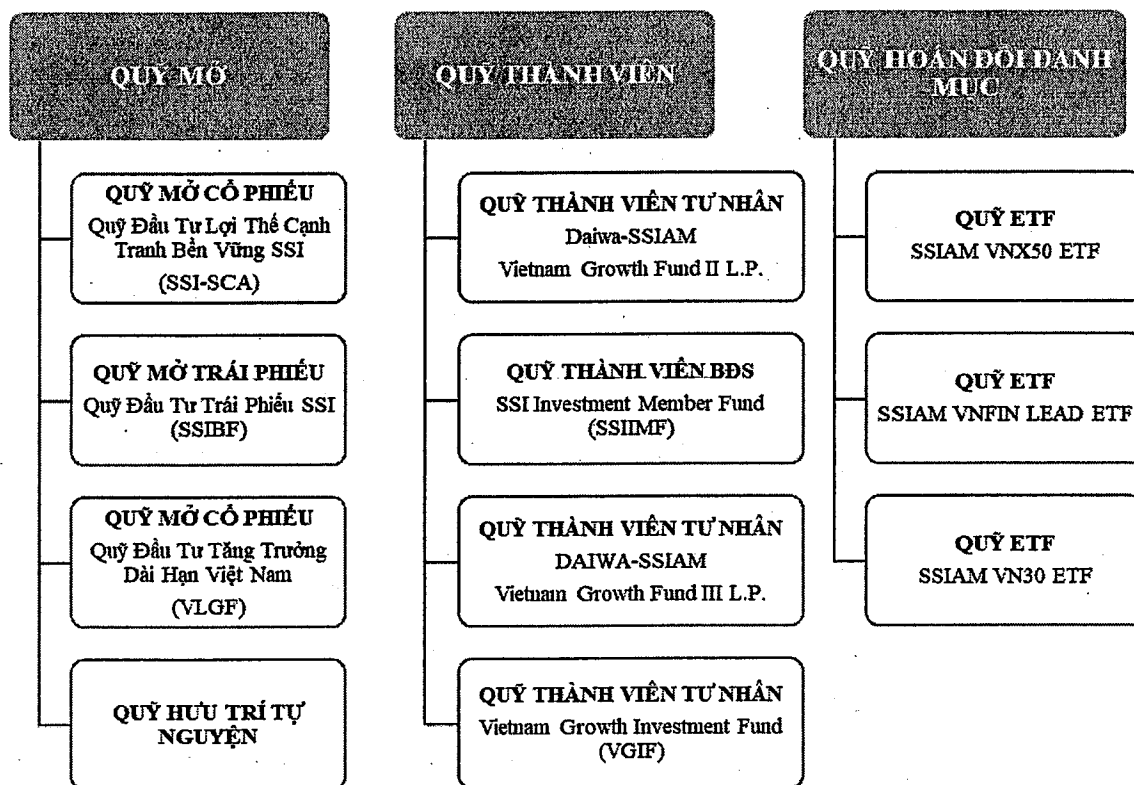 QUỸ MỞ
QUỸ MỞ CỔ PHIẾU
Quỹ Đầu Tư Lợi Thế Cạnh
Tranh Bền Vững SSI
(SSI-SCA)
QUỸ MỞ TRÁI PHIẾU
Quỹ Đầu Tư Trái Phiếu SSI
(SSIBF)
QUỸ MỞ CỔ PHIẾU
Quỹ Đầu Tư Tăng Trưởng
Dài Hạn Việt Nam
(VLGF)
QUỸ HƯU TRÍ TỰ
NGUYỆN
QUỸ THÀNH VIÊN
QUỸ THÀNH VIÊN TƯ NHÂN
Daiwa-SSIAM
Vietnam Growth Fund II L.P.
QUỸ THÀNH VIÊN BĐS
SSI Investment Member Fund
(SSIIMF)
QUỸ THÀNH VIÊN TƯ NHÂN
DAIWA-SSIAM
Vietnam Growth Fund III L.P.
QUỸ THÀNH VIÊN TƯ NHÂN
Vietnam Growth Investment Fund
(VGIF)
QUỸ HOÁN ĐỔI DANH
MỤC
QUỸ ETF
SSIAM VNX50 ETF
QUỸ ETF
SSIAM VNFIN LEAD ETF
QUỸ ETF
SSIAM VN30 ETF